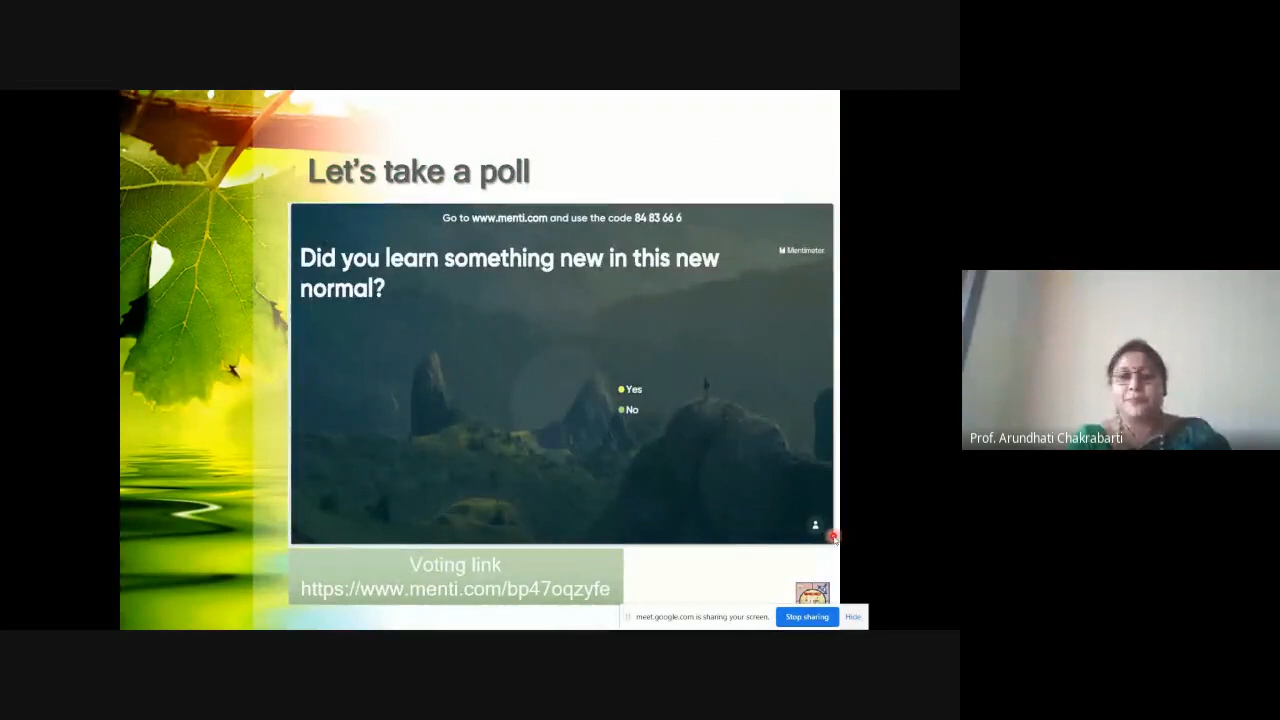 Let's take a poll
Go to www.menti.com and use the code 84 83 66 6
Mentimeter
Did you learn something new in this new
normal?
Yes
No
Voting link
https://www.menti.com/bp47oqzyfe
meet.google.com is sharing your screen.
Stop sharing
Hide
Prof. Arundhati Chakrabarti